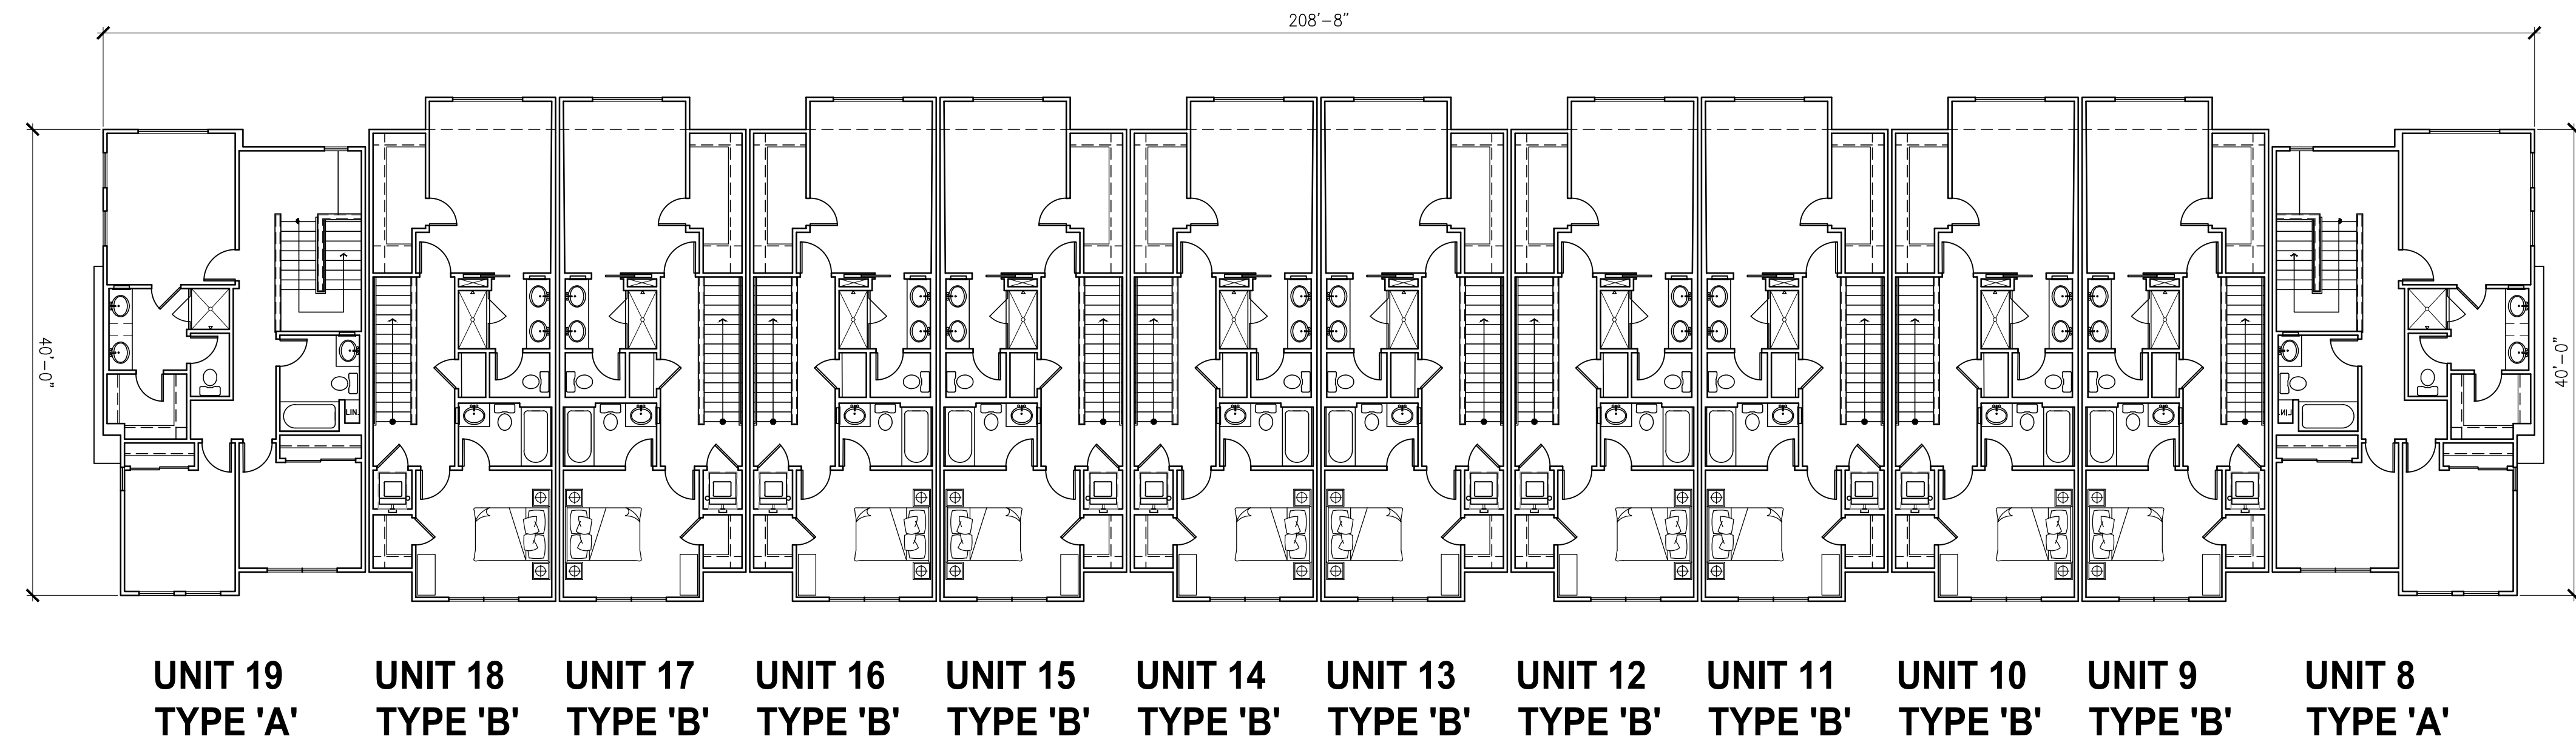 208'-8"
40'-0"
40'-0"
LIN.
LIN.
UNIT 19
TYPE 'A'
UNIT 18
TYPE 'B'
UNIT 17
TYPE 'B'
UNIT 16
TYPE 'B'
UNIT 15
TYPE 'B'
UNIT 14
TYPE 'B'
UNIT 13
TYPE 'B'
UNIT 12
TYPE 'B'
UNIT 11
TYPE 'B'
UNIT 10
TYPE 'B'
UNIT 9
TYPE 'B'
UNIT 8
TYPE 'A'